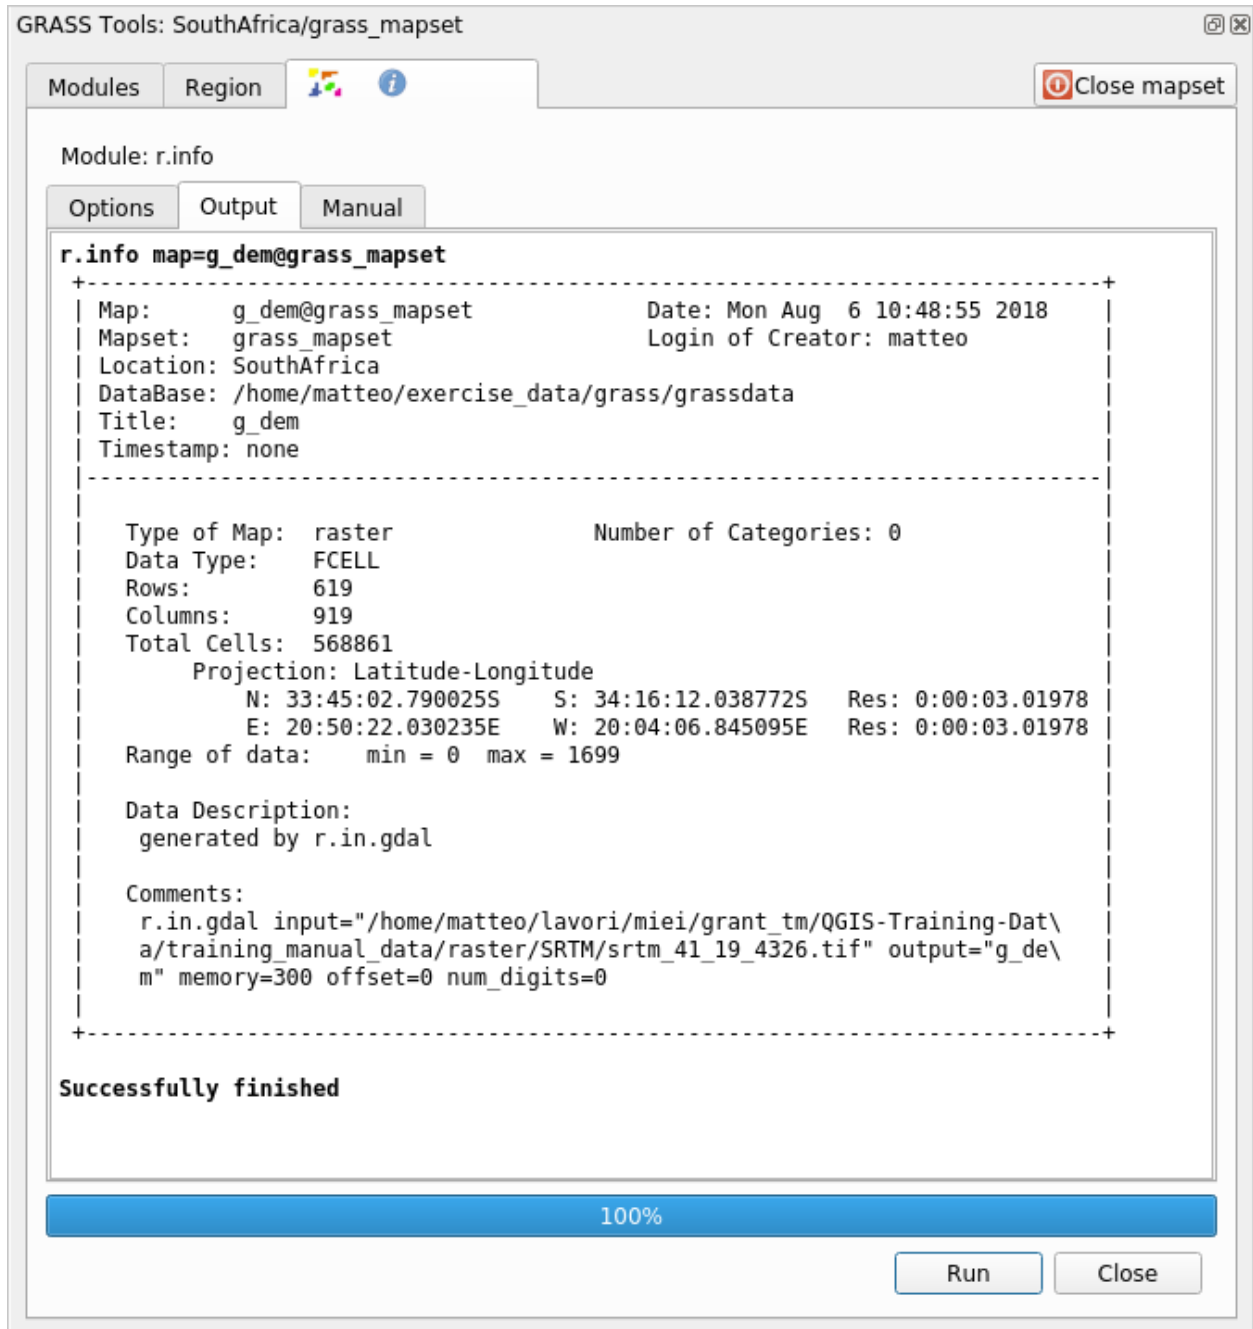 GRASS Tools: SouthAfrica/grass_mapset
Modules Region Close mapset
Module: r.info
Options Output Manual
r.info map=g_dem@grass_mapset
+----------------------------------------------------------------------------+
| Map:      g_dem@grass_mapset             Date: Mon Aug  6 10:48:55 2018    |
| Mapset:   grass_mapset                   Login of Creator: matteo          |
| Location: SouthAfrica                                                      |
| DataBase: /home/matteo/exercise_data/grass/grassdata                       |
| Title:    g_dem                                                            |
| Timestamp: none                                                            |
|----------------------------------------------------------------------------|
|                                                                            |
|   Type of Map:  raster               Number of Categories: 0               |
|   Data Type:    FCELL                                                      |
|   Rows:         619                                                        |
|   Columns:      919                                                        |
|   Total Cells:  568861                                                     |
|        Projection: Latitude-Longitude                                      |
|            N: 33:45:02.790025S    S: 34:16:12.038772S   Res: 0:00:03.01978 |
|            E: 20:50:22.030235E    W: 20:04:06.845095E   Res: 0:00:03.01978 |
|   Range of data:    min = 0  max = 1699                                    |
|                                                                            |
|   Data Description:                                                        |
|    generated by r.in.gdal                                                  |
|                                                                            |
|   Comments:                                                                |
|    r.in.gdal input="/home/matteo/lavori/miei/grant_tm/QGIS-Training-Dat\   |
|    a/training_manual_data/raster/SRTM/srtm_41_19_4326.tif" output="g_de\   |
|    m" memory=300 offset=0 num_digits=0                                     |
|                                                                            |
+----------------------------------------------------------------------------+
Successfully finished
100%
Run Close